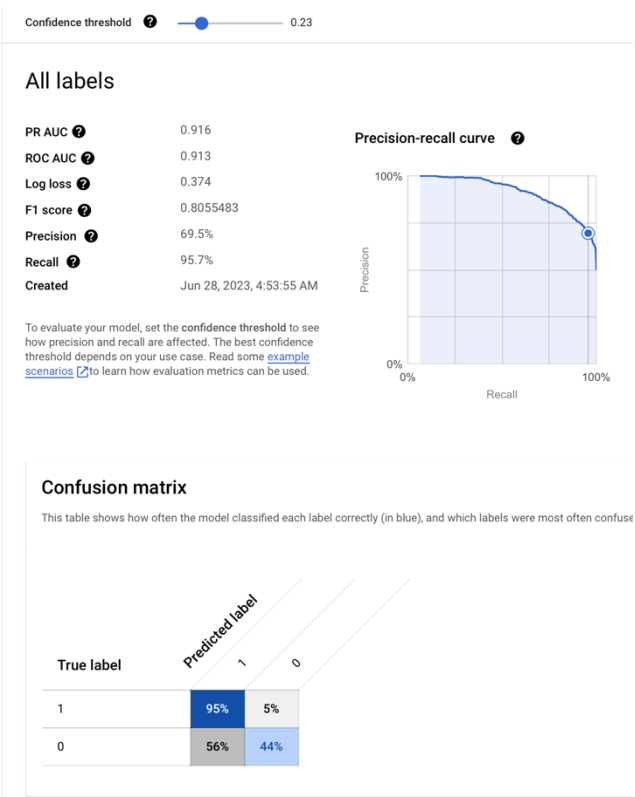 Confidence threshold ? 0.23
All labels
PR AUC ? 0.916
ROC AUC ? 0.913
Log loss ? 0.374
F1 score ? 0.8055483
Precision ? 69.5%
Recall ? 95.7%
Created Jun 28, 2023, 4:53:55 AM
To evaluate your model, set the confidence threshold to see
how precision and recall are affected. The best confidence
threshold depends on your use case. Read some example
scenarios to learn how evaluation metrics can be used.
Precision-recall curve ?
100%
Precision
0%
0% 100%
Recall
Confusion matrix
This table shows how often the model classified each label correctly (in blue), and which labels were most often confuse
True label Predicted label 1 0
1 95% 5%
0 56% 44%